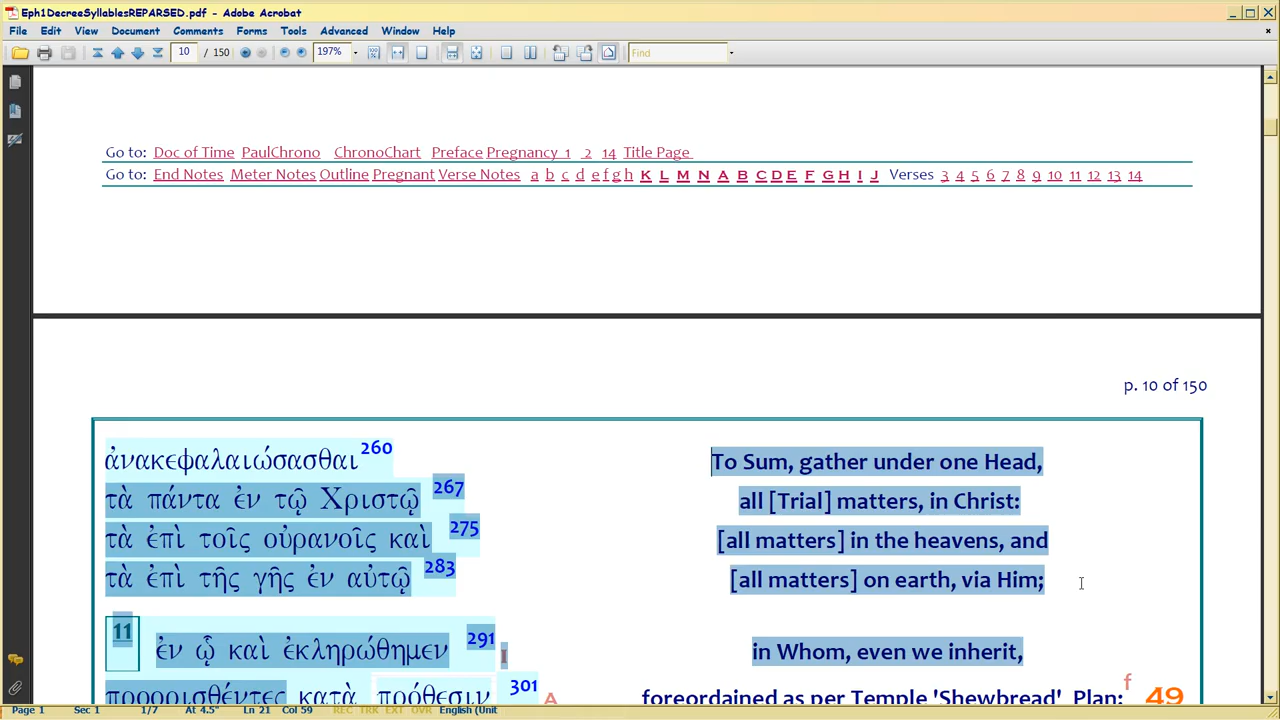 Eph1DecreeSyllablesREPARSED.pdf - Adobe Acrobat
File Edit View Document Comments Forms Tools Advanced Window Help
10 / 150 197% Find
Go to: Doc of Time PaulChrono ChronoChart Preface Pregnancy 1 2 14 Title Page
Go to: End Notes Meter Notes Outline Pregnant Verse Notes a b c d e f g h K L M N A B C D E F G H I J Verses 3 4 5 6 7 8 9 10 11 12 13 14
p. 10 of 150
ἀνακεφαλαιώσασθαι 260 To Sum, gather under one Head,
τὰ πάντα ἐν τῷ Χριστῷ 267 all [Trial] matters, in Christ:
τὰ ἐπὶ τοῖς οὐρανοῖς καὶ 275 [all matters] in the heavens, and
τὰ ἐπὶ τῆς γῆς ἐν αὐτῷ 283 [all matters] on earth, via Him;
11 ἐν ᾧ καὶ ἐκληρώθημεν 291 in Whom, even we inherit,
προορισθέντες κατὰ πρόθεσιν 301 A foreordained as per Temple 'Shewbread' Plan: f 49
Page 1 Sec 1 1/7 At 4.5" Ln 21 Col 59 REC TRK EXT OVR English (Unit